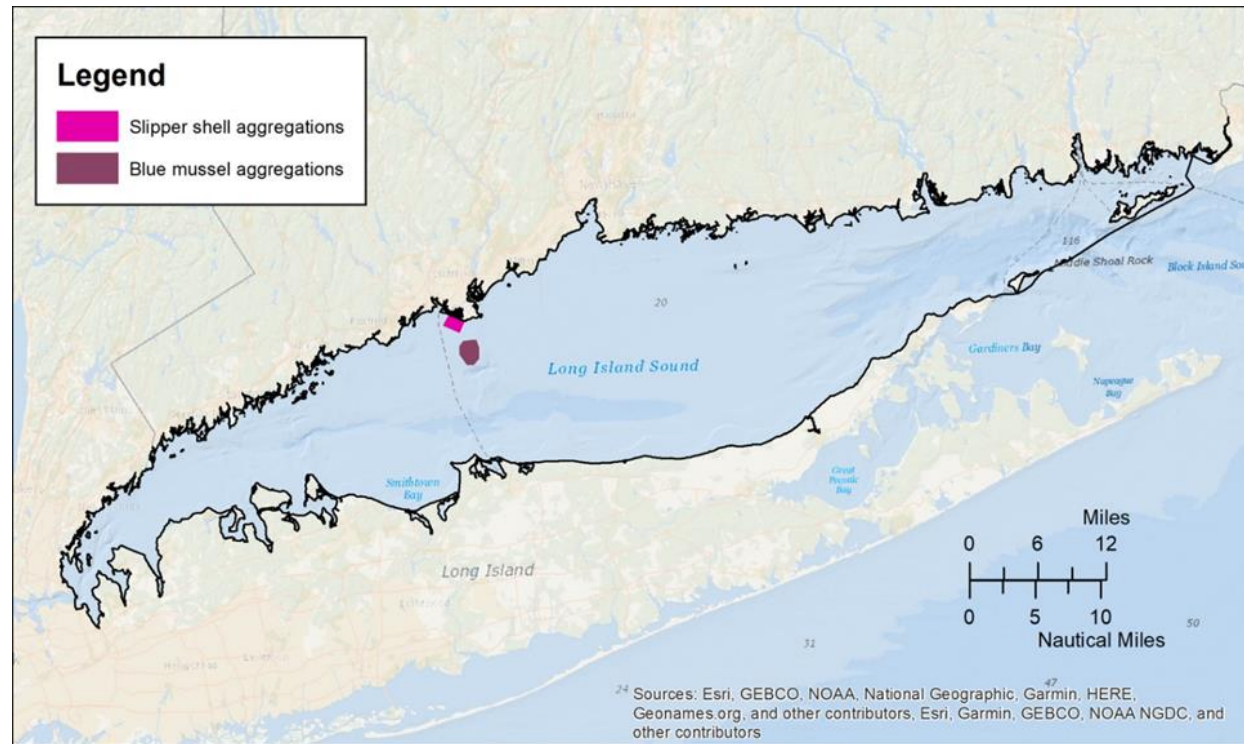 Legend
Slipper shell aggregations
Blue mussel aggregations
116
Middle Shoal Rock
Block Island Sou
20
Long Island Sound
Gardiners Bay
Napeague
Bay
Smithtown
Bay
Great
Peconic
Bay
Long Island
Miles
0 6 12
0 5 10
Nautical Miles
50
31
47
24
Sources: Esri, GEBCO, NOAA, National Geographic, Garmin, HERE,
Geonames.org, and other contributors, Esri, Garmin, GEBCO, NOAA NGDC, and
other contributors